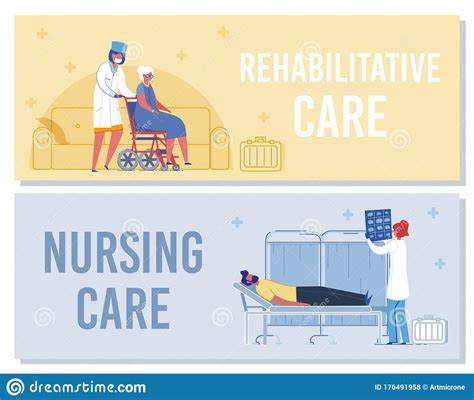 REHABILITATIVE
CARE
NURSING
CARE
dreamstime.com
ID 176491958 © Artmicrone